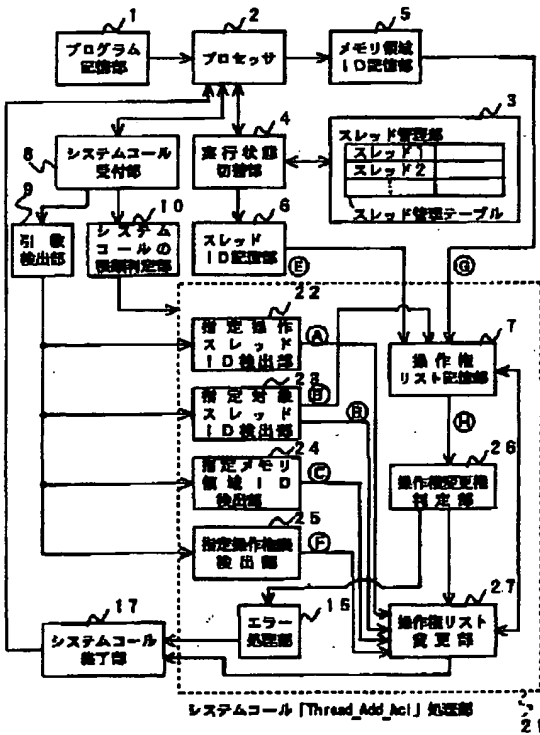 1
プログラム
記憶部
2
プロセッサ
5
メモリ領域
ID記憶部
3
スレッド管理部
スレッド1
スレッド2
スレッド管理テーブル
4
実行状態
切替部
8
システムコール
受付部
9
引数
検出部
10
システム
コールの
種類判定部
6
スレッド
ID記憶部
E
G
22
指定操作
スレッド
ID検出部
A
23
指定対象
スレッド
ID検出部
B
B
24
指定メモリ
領域ID
検出部
C
25
指定操作権検
検出部
F
7
操作権
リスト記憶部
H
26
操作権変更権
判定部
27
操作権リスト
変更部
15
エラー
処理部
17
システムコール
終了部
システムコール「Thread_Add_Acl」処理部
21